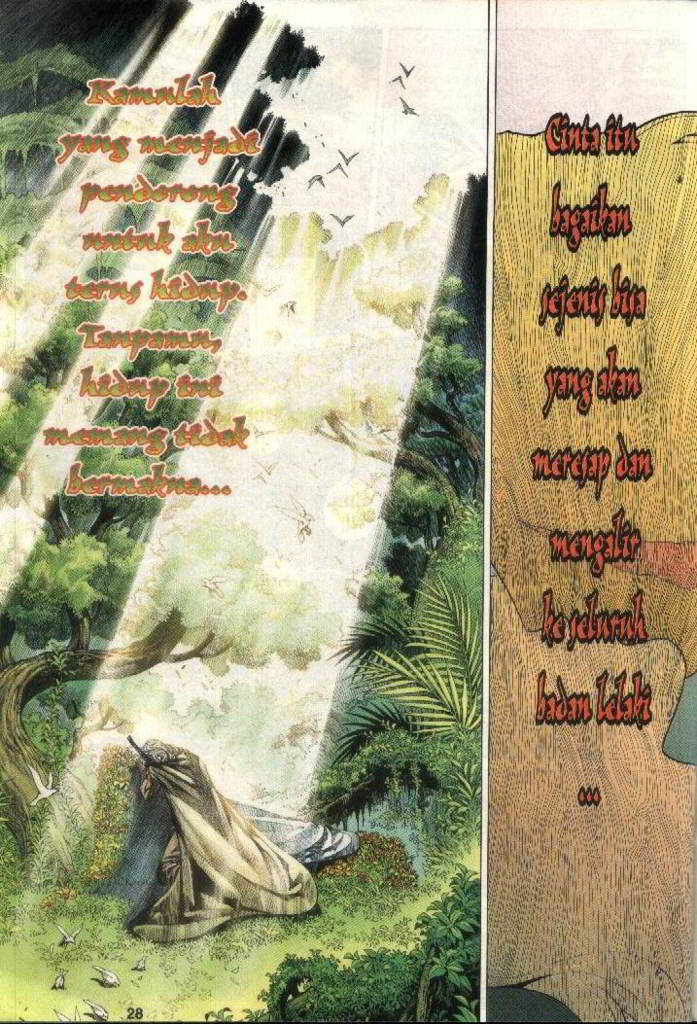 Kamulah
yang menjadi
pendorong
untuk aku
terus hidup.
Tanpamu,
hidup ini
memang tidak
bermakna...
Cinta itu
bagaikan
sejenis bisa
yang akan
meresap dan
mengalir
ke seluruh
badan lelaki
...
28